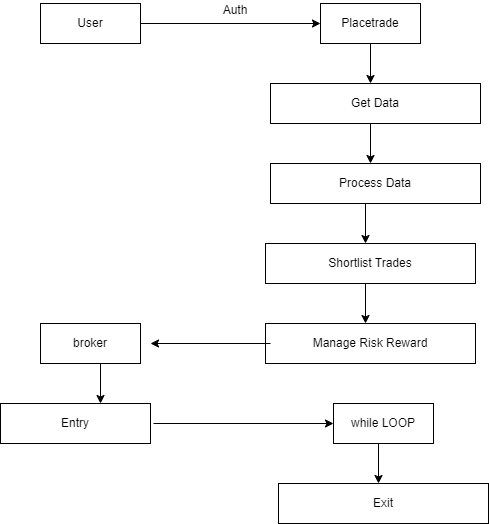 User
Auth
Placetrade
Get Data
Process Data
Shortlist Trades
broker
Manage Risk Reward
Entry
while LOOP
Exit